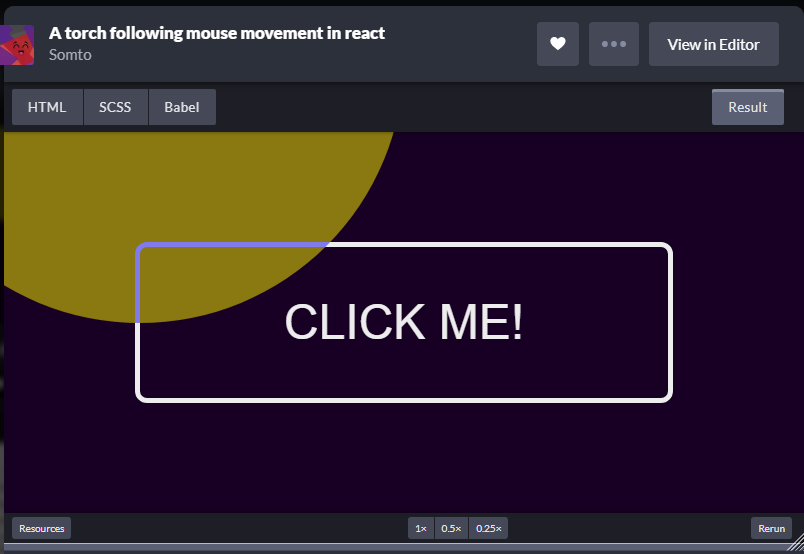 A torch following mouse movement in react
Somto
View in Editor
HTML SCSS Babel Result
CLICK ME!
Resources 1× 0.5× 0.25× Rerun